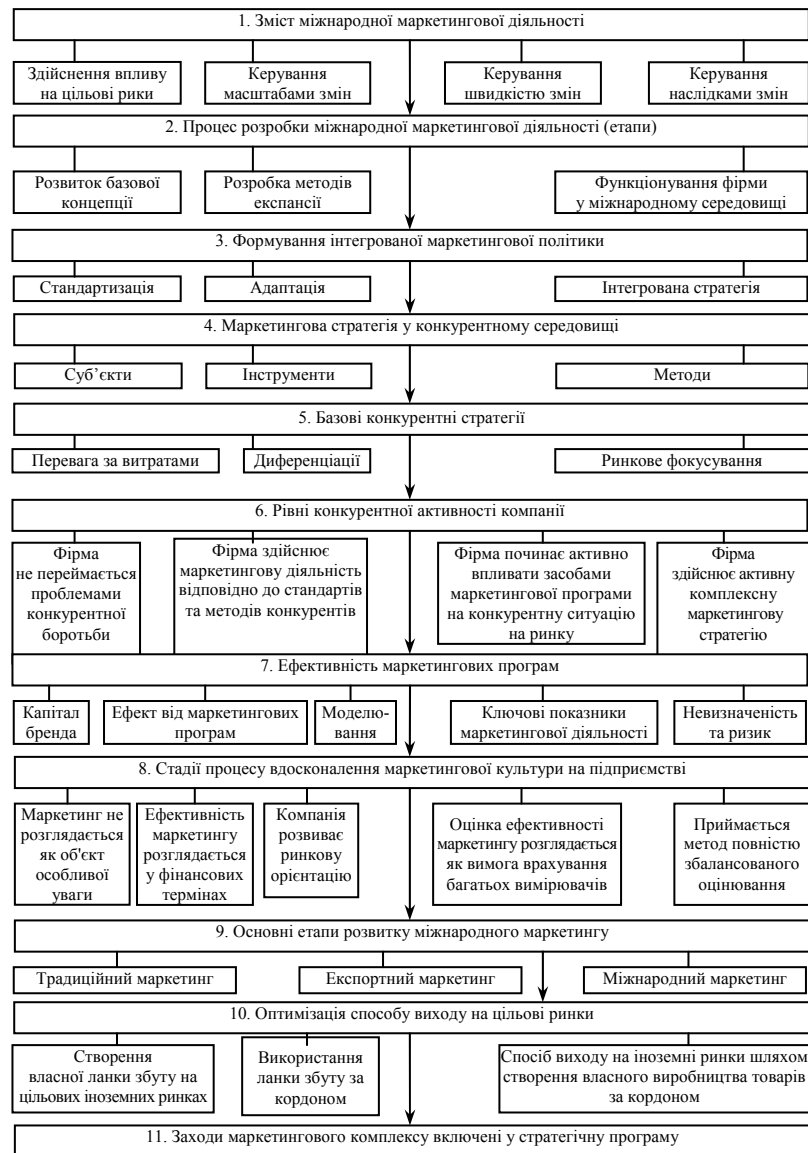 1. Зміст міжнародної маркетингової діяльності
Здійснення впливу
на цільові рики
Керування
масштабами змін
Керування
швидкістю змін
Керування
наслідками змін
2. Процес розробки міжнародної маркетингової діяльності (етапи)
Розвиток базової
концепції
Розробка методів
експансії
Функціонування фірми
у міжнародному середовищі
3. Формування інтегрованої маркетингової політики
Стандартизація
Адаптація
Інтегрована стратегія
4. Маркетингова стратегія у конкурентному середовищі
Суб’єкти
Інструменти
Методи
5. Базові конкурентні стратегії
Перевага за витратами
Диференціації
Ринкове фокусування
6. Рівні конкурентної активності компанії
Фірма
не переймається
проблемами
конкурентної
боротьби
Фірма здійснює
маркетингову діяльність
відповідно до стандартів
та методів конкурентів
Фірма починає активно
впливати засобами
маркетингової програми
на конкурентну ситуацію
на ринку
Фірма
здійснює активну
комплексну
маркетингову
стратегію
7. Ефективність маркетингових програм
Капітал
бренда
Ефект від маркетингових
програм
Моделю-
вання
Ключові показники
маркетингової діяльності
Невизначеність
та ризик
8. Стадії процесу вдосконалення маркетингової культури на підприємстві
Маркетинг не
розглядається
як об'єкт
особливої
уваги
Ефективність
маркетингу
розглядається
у фінансових
термінах
Компанія
розвиває
ринкову
орієнтацію
Оцінка ефективності
маркетингу розглядається
як вимога врахування
багатьох вимірювачів
Приймається
метод повністю
збалансованого
оцінювання
9. Основні етапи розвитку міжнародного маркетингу
Традиційний маркетинг
Експортний маркетинг
Міжнародний маркетинг
10. Оптимізація способу виходу на цільові ринки
Створення
власної ланки збуту на
цільових іноземних ринках
Використання
ланки збуту за
кордоном
Спосіб виходу на іноземні ринки шляхом
створення власного виробництва товарів
за кордоном
11. Заходи маркетингового комплексу включені у стратегічну програму